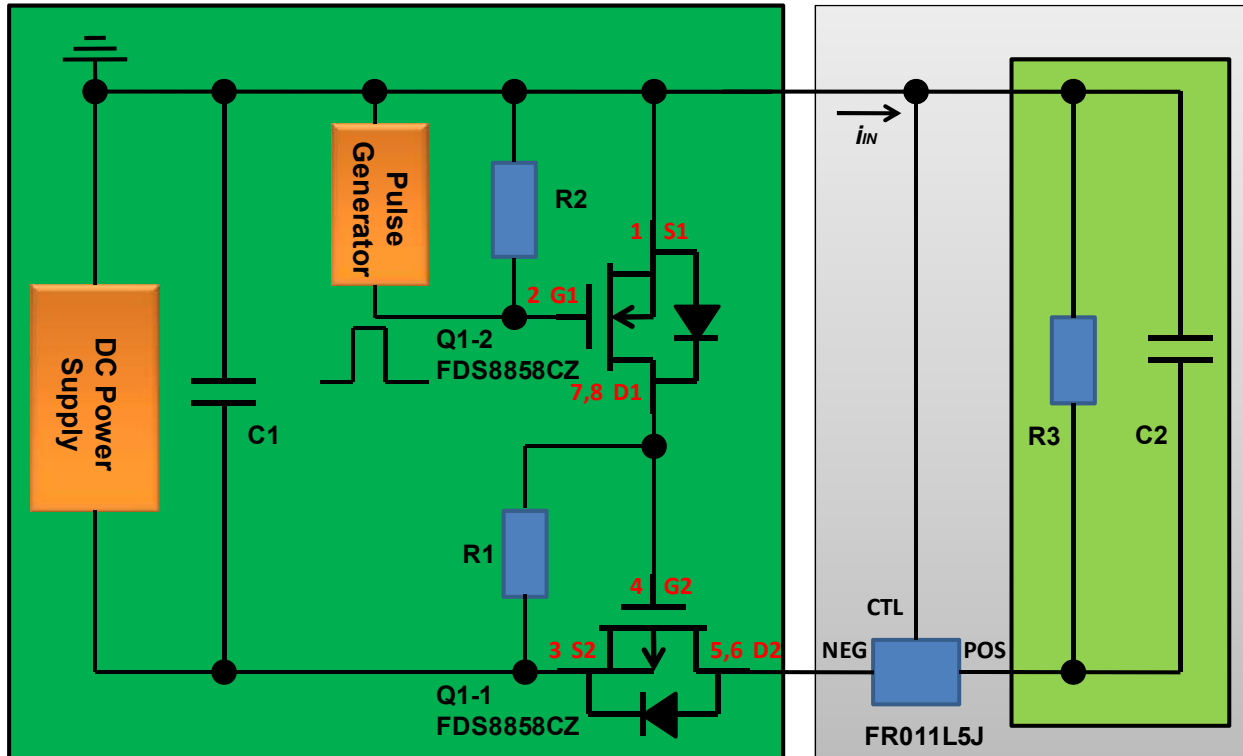 iIN
Pulse
Generator
R2
1 S1
2 G1
Q1-2
FDS8858CZ
7,8 D1
DC Power
Supply
C1
R3
C2
R1
4 G2
CTL
3 S2
5,6 D2
NEG
POS
Q1-1
FDS8858CZ
FR011L5J